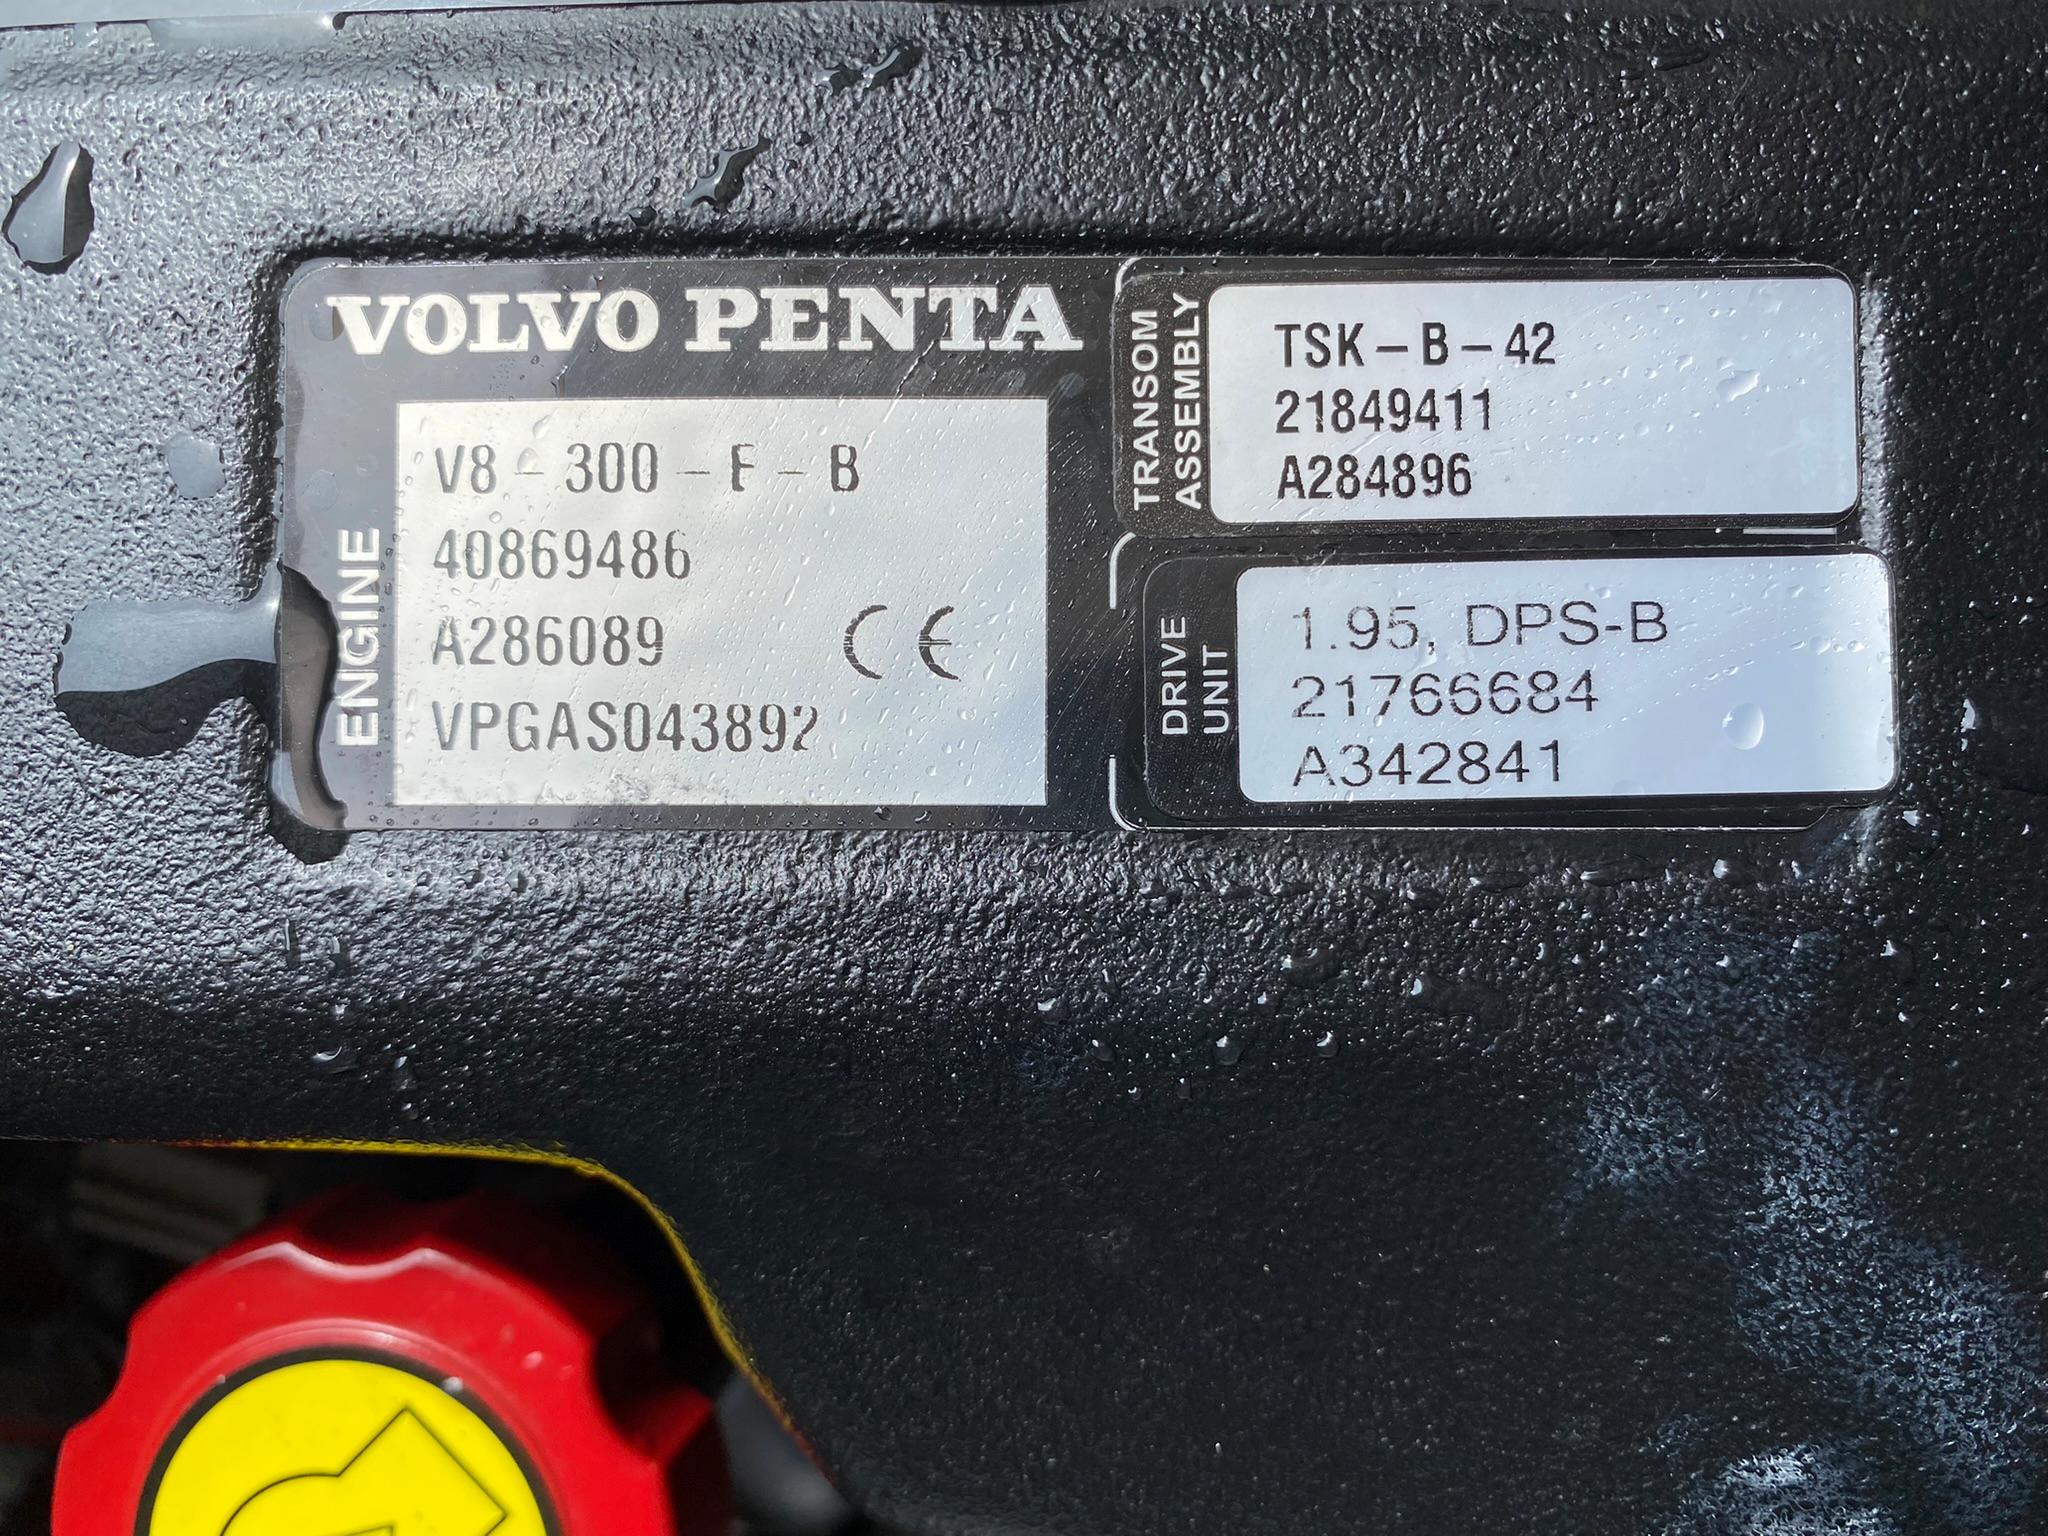 VOLVO PENTA
ENGINE
V8 - 300 - F - B
40869486
A286089
CE
VPGAS043892
TRANSOM
ASSEMBLY
TSK - B - 42
21849411
A284896
DRIVE
UNIT
1.95, DPS-B
21766684
A342841